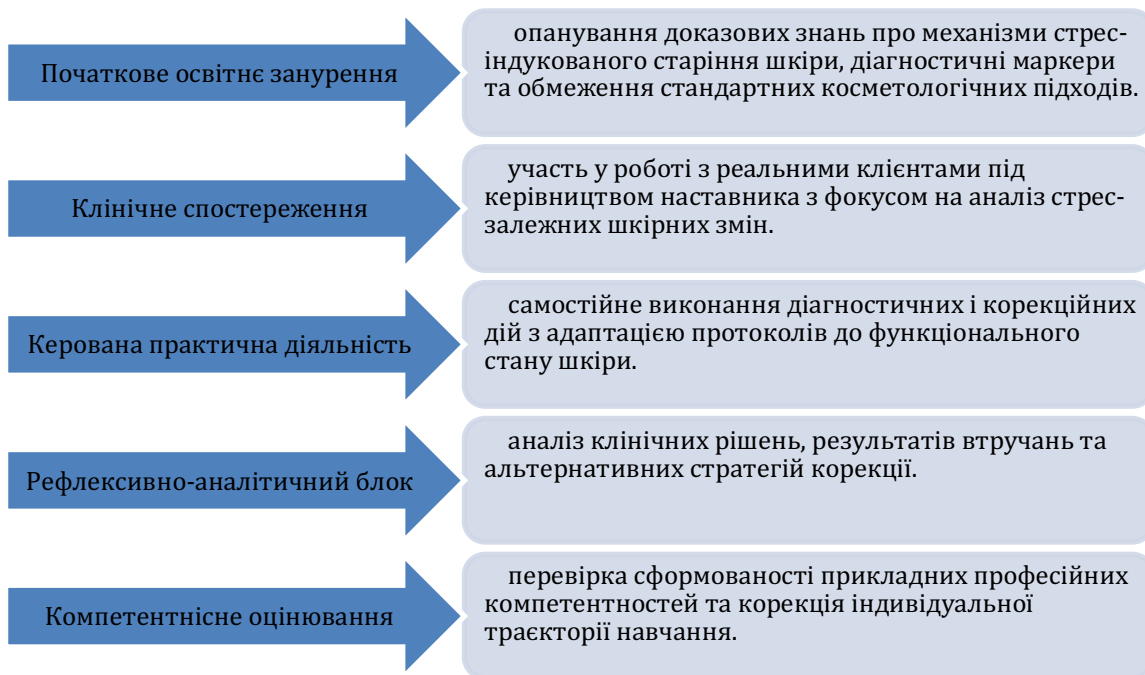 Початкове освітнє занурення
опанування доказових знань про механізми стрес-
індукованого старіння шкіри, діагностичні маркери
та обмеження стандартних косметологічних підходів.
Клінічне спостереження
участь у роботі з реальними клієнтами під
керівництвом наставника з фокусом на аналіз стрес-
залежних шкірних змін.
Керована практична діяльність
самостійне виконання діагностичних і корекційних
дій з адаптацією протоколів до функціонального
стану шкіри.
Рефлексивно-аналітичний блок
аналіз клінічних рішень, результатів втручань та
альтернативних стратегій корекції.
Компетентнісне оцінювання
перевірка сформованості прикладних професійних
компетентностей та корекція індивідуальної
траєкторії навчання.